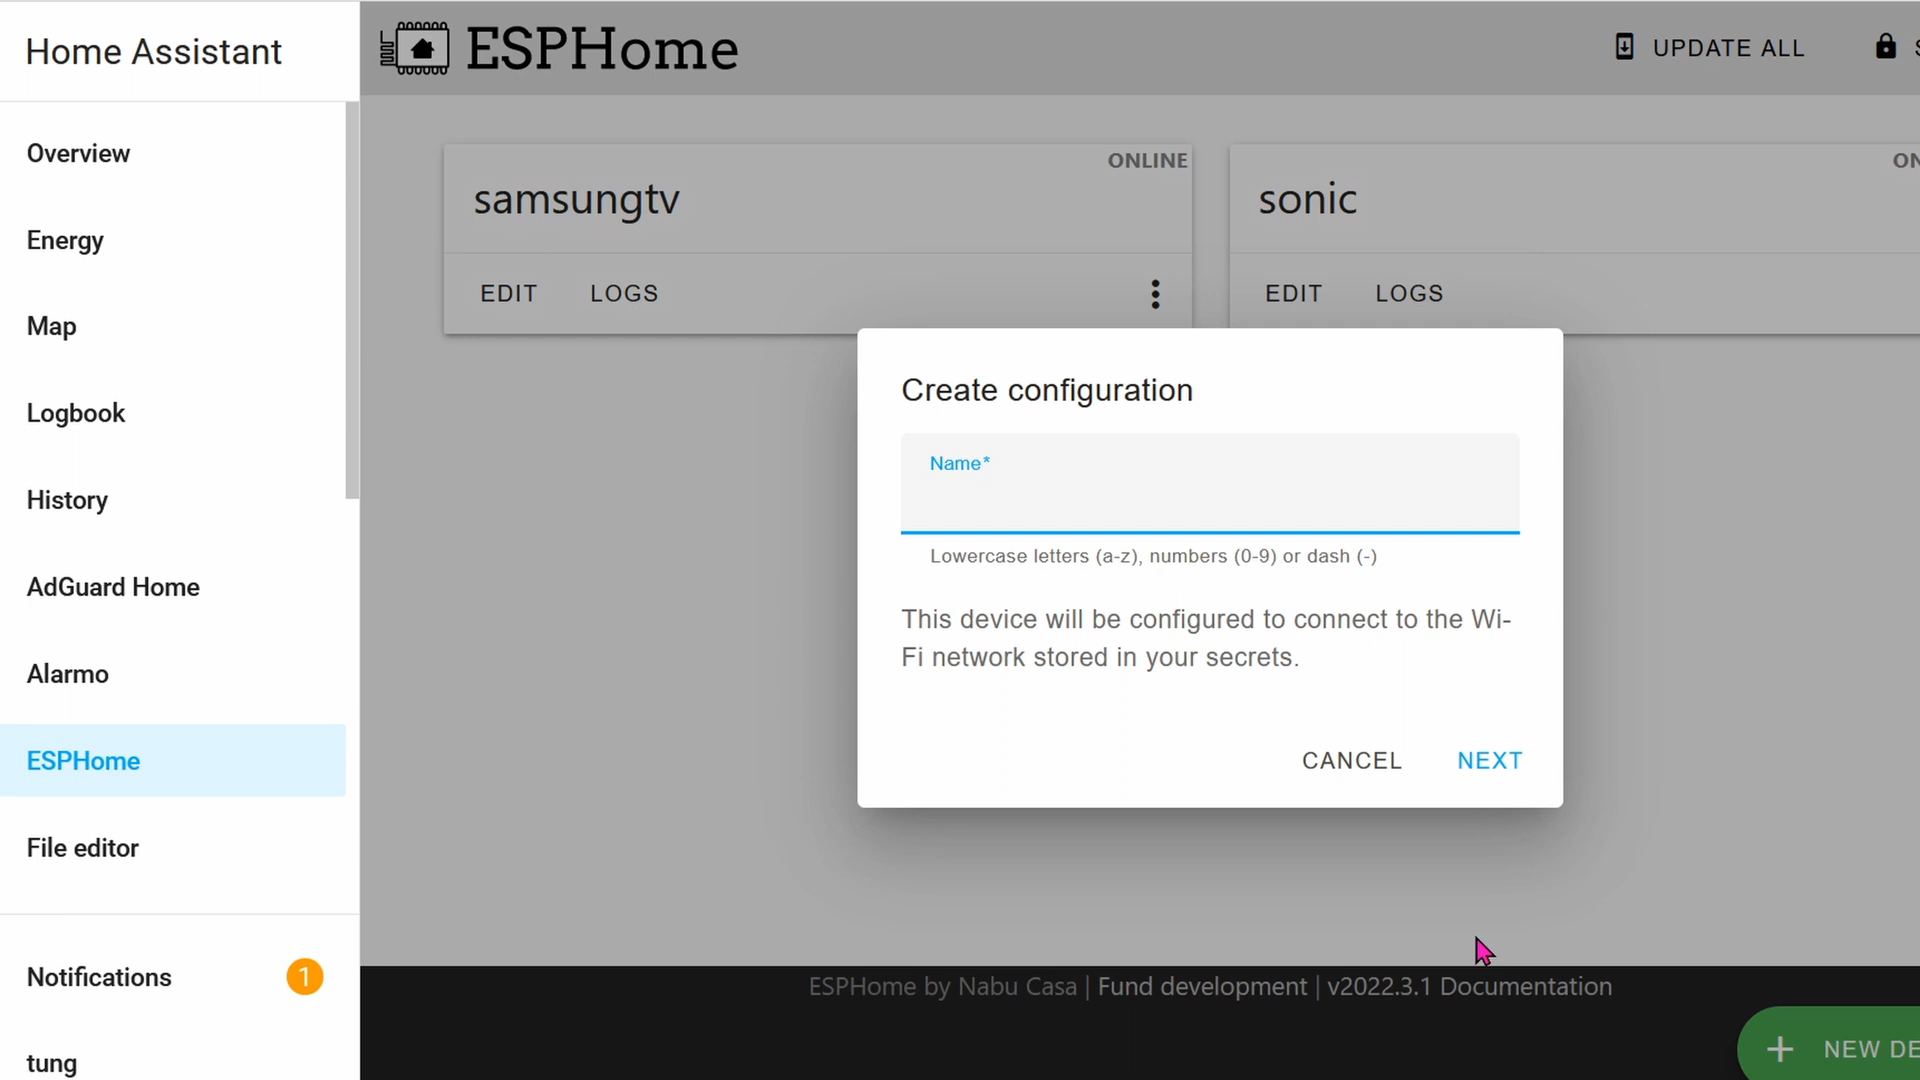 Home Assistant
Overview
Energy
Map
Logbook
History
AdGuard Home
Alarmo
ESPHome
File editor
Notifications
1
tung
ESPHome
UPDATE ALL
S
ONLINE
samsungtv
EDIT LOGS
ON
sonic
EDIT LOGS
Create configuration
Name*
Lowercase letters (a-z), numbers (0-9) or dash (-)
This device will be configured to connect to the Wi-
Fi network stored in your secrets.
CANCEL NEXT
ESPHome by Nabu Casa | Fund development | v2022.3.1 Documentation
+ NEW DE